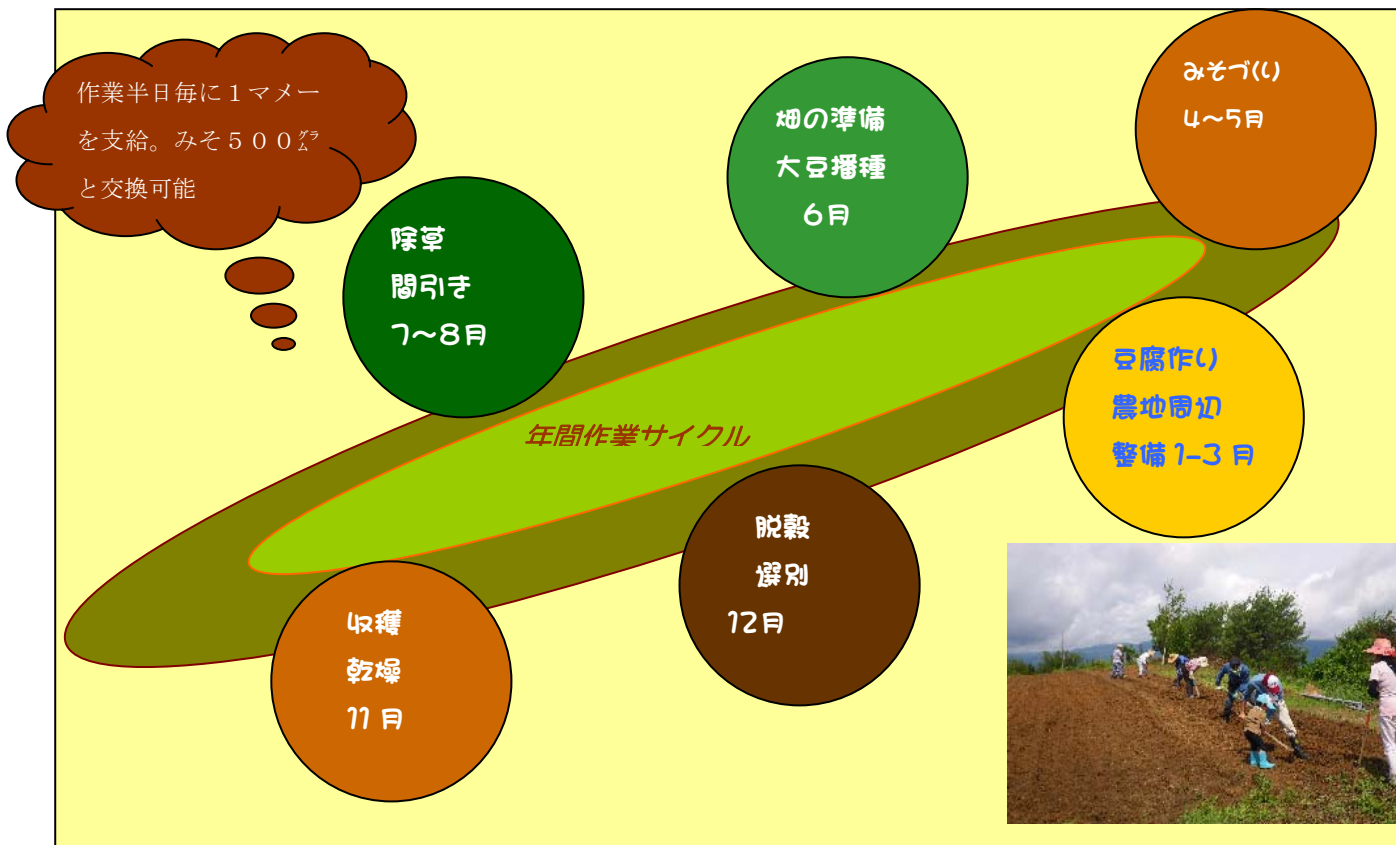 作業半日毎に１マメー
を支給。みそ５００㌘
と交換可能
みそづくり
4～5月
畑の準備
大豆播種
6月
除草
間引き
7～8月
豆腐作り
農地周辺
整備 1-3 月
年間作業サイクル
脱穀
選別
12月
収穫
乾燥
11 月